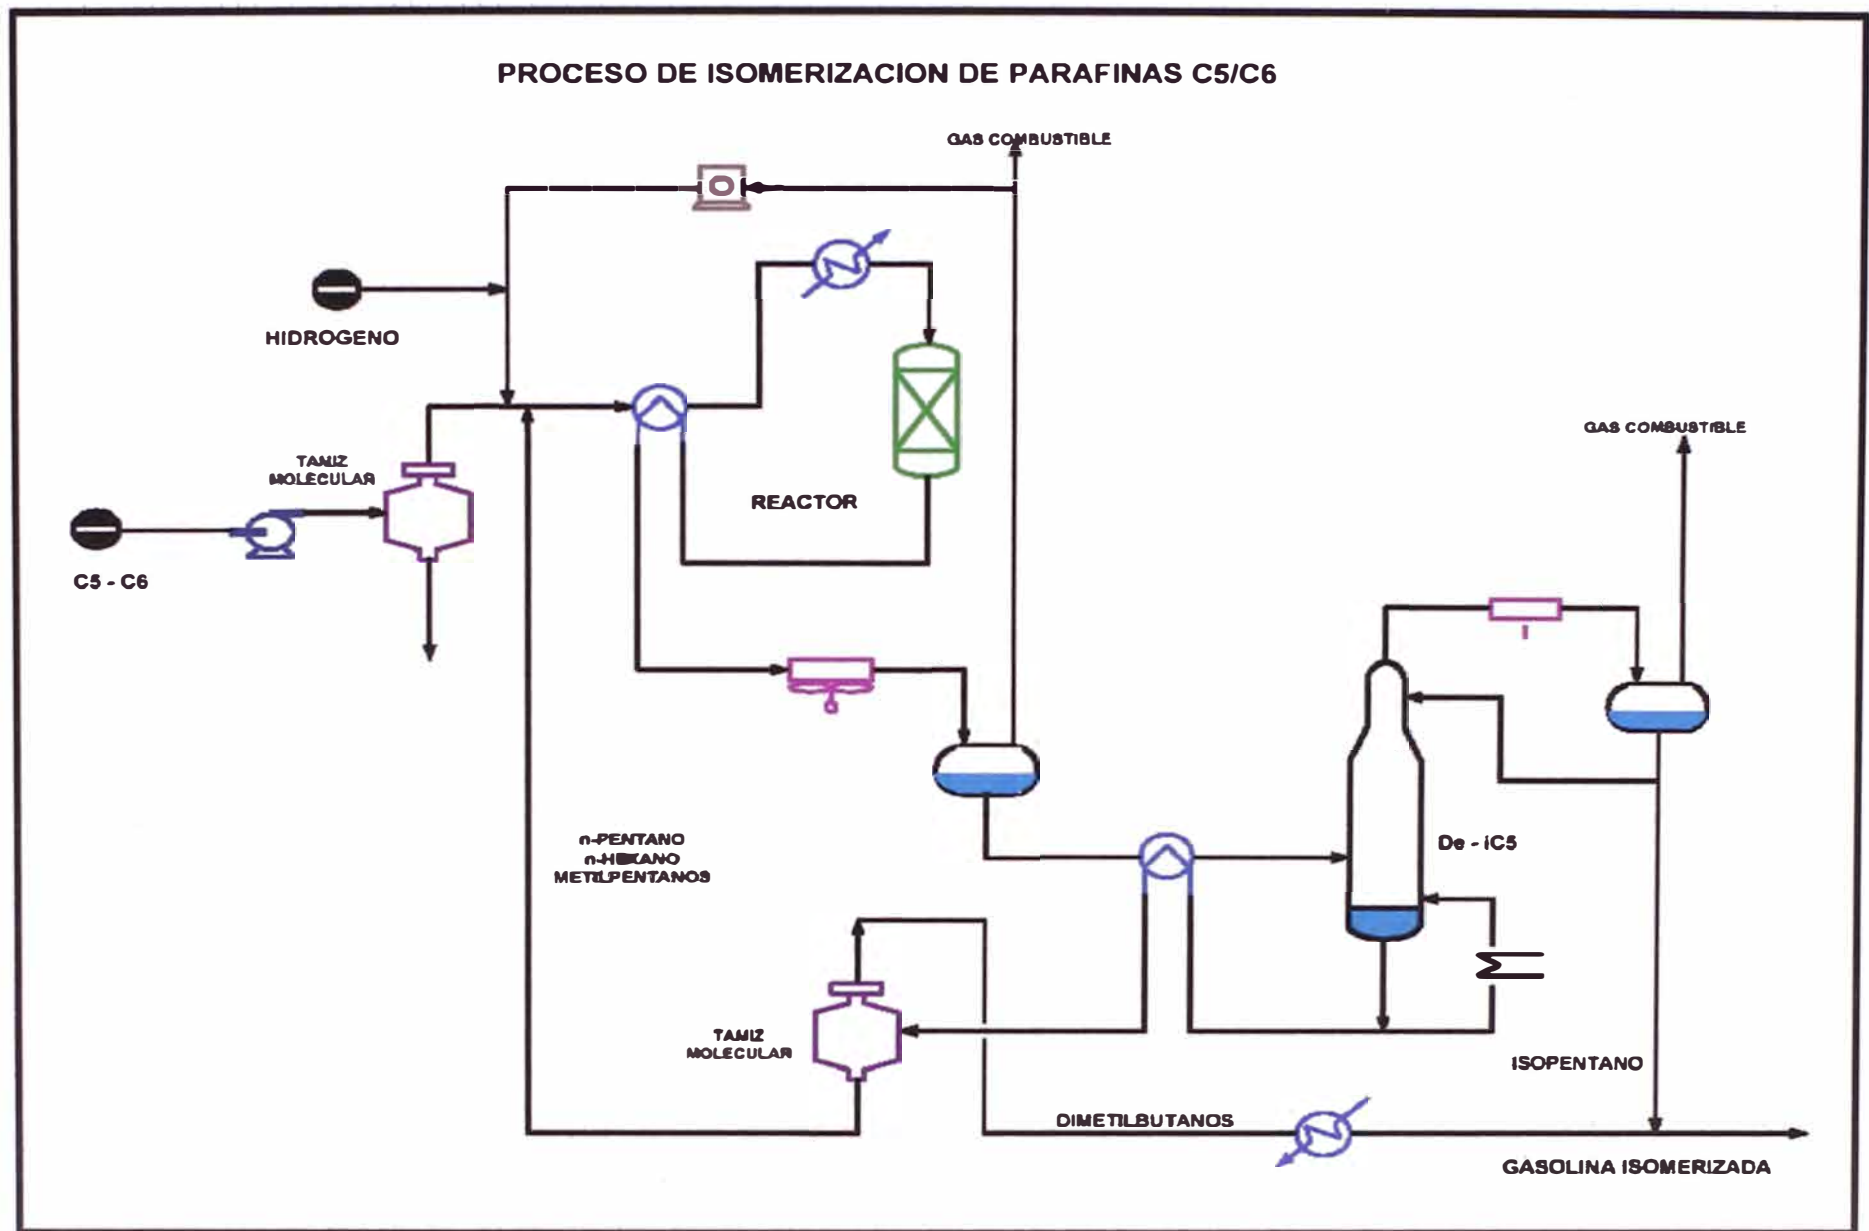 PROCESO DE ISOMERIZACION DE PARAFINAS C5/C6
GAS COMBUSTIBLE
HIDROGENO
TAMIZ
MOLECULAR
REACTOR
C5 - C6
GAS COMBUSTIBLE
n-PENTANO
n-HEXANO
METILPENTANOS
De - iC5
TAMIZ
MOLECULAR
ISOPENTANO
DIMETILBUTANOS
GASOLINA ISOMERIZADA